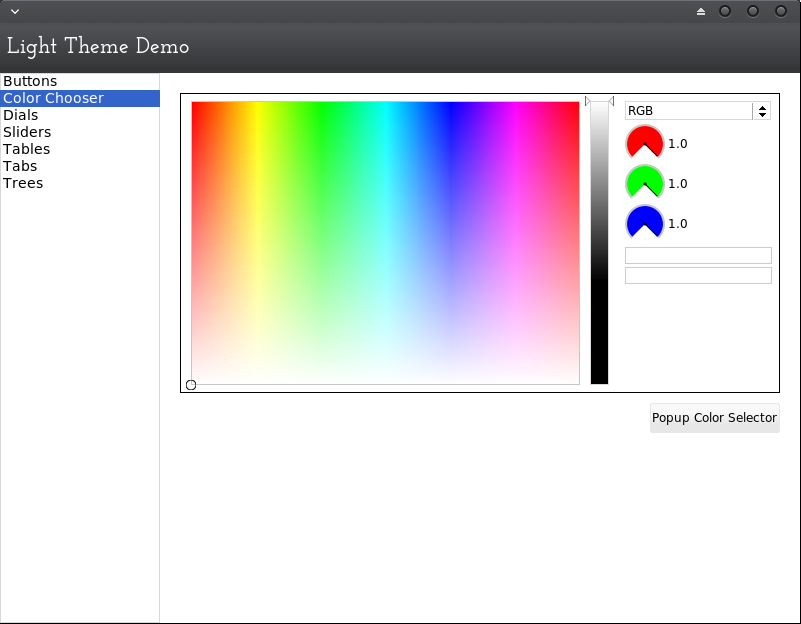 Light Theme Demo
Buttons
Color Chooser
Dials
Sliders
Tables
Tabs
Trees
RGB
1.0
1.0
1.0
Popup Color Selector